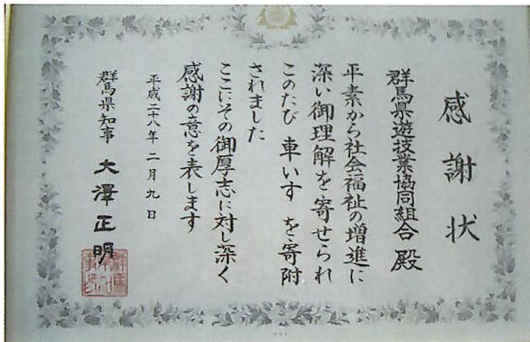 感謝状
群馬県遊技業協同組合 殿
平素から社会福祉の増進に
深い御理解を寄せられ
このたび 車いす を寄附
されました
ここにその御厚志に対し深く
感謝の意を表します
平成二十八年二月九日
群馬県知事 大澤正明